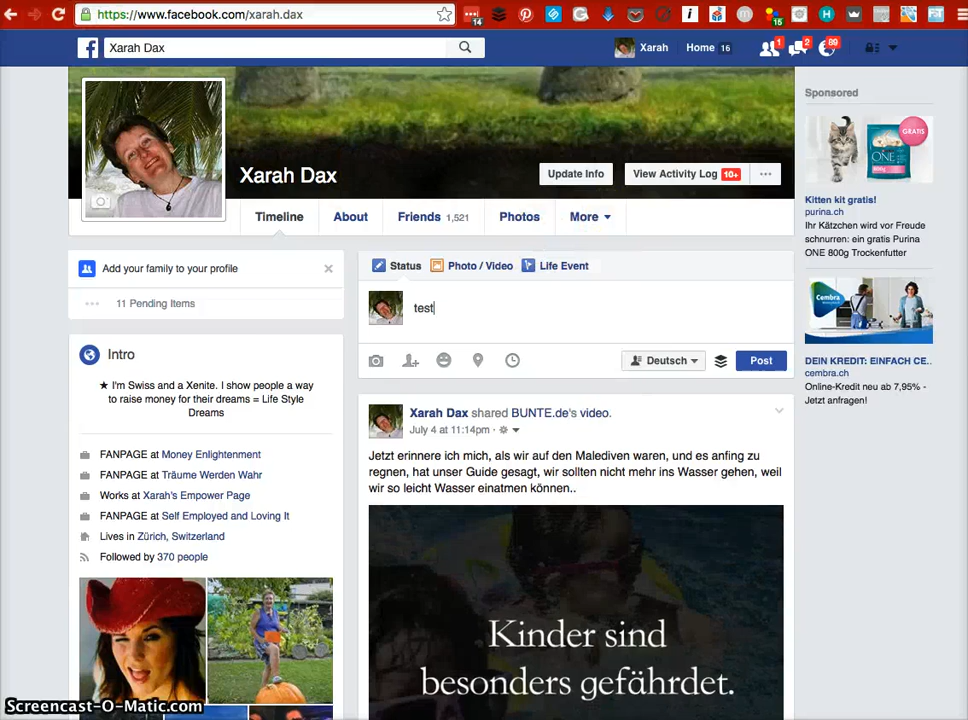 https://www.facebook.com/xarah.dax
14
15
Xarah Dax
Xarah
Home 16
1
2
89
Xarah Dax
Update Info
View Activity Log 10+
Timeline
About
Friends 1,521
Photos
More
Add your family to your profile
11 Pending Items
Intro
★ I'm Swiss and a Xenite. I show people a
way to raise money for their dreams = Life Style
Dreams
FANPAGE at Money Enlightenment
FANPAGE at Träume Werden Wahr
Works at Xarah's Empower Page
FANPAGE at Self Employed and Loving It
Lives in Zürich, Switzerland
Followed by 370 people
Status
Photo / Video
Life Event
test
Deutsch
Post
Xarah Dax shared BUNTE.de's video.
July 4 at 11:14pm
Jetzt erinnere ich mich, als wir auf den Malediven waren, und es anfing zu
regnen, hat unser Guide gesagt, wir sollten nicht mehr ins Wasser gehen, weil
wir so leicht Wasser einatmen können..
Kinder sind
besonders gefährdet.
Sponsored
GRATIS
ONE
Kitten kit gratis!
purina.ch
Ihr Kätzchen wird vor Freude
schnurren: ein gratis Purina
ONE 800g Trockenfutter
Cembra
DEIN KREDIT: EINFACH CE..
cembra.ch
Online-Kredit neu ab 7,95% -
Jetzt anfragen!
Screencast-O-Matic.com